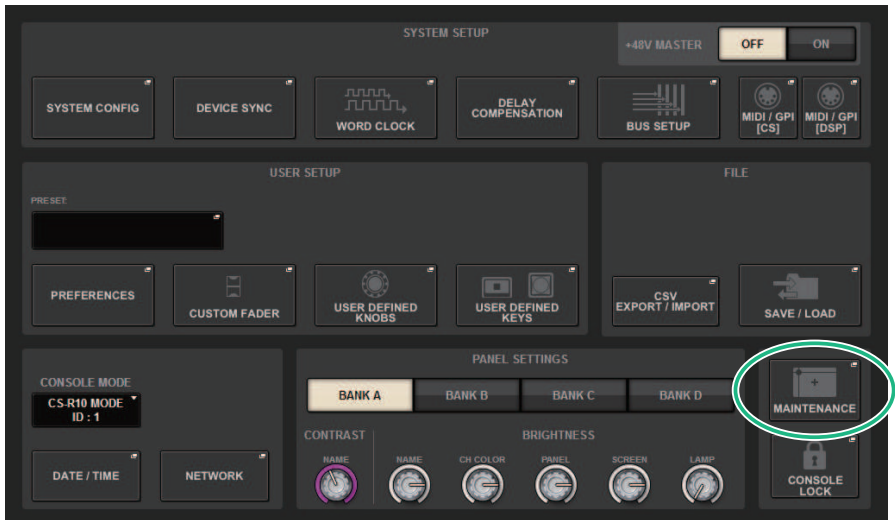 SYSTEM SETUP
+48V MASTER
OFF
ON
SYSTEM CONFIG
DEVICE SYNC
WORD CLOCK
DELAY
COMPENSATION
BUS SETUP
MIDI / GPI
[CS]
MIDI / GPI
[DSP]
USER SETUP
PRESET
PREFERENCES
CUSTOM FADER
USER DEFINED
KNOBS
USER DEFINED
KEYS
FILE
CSV
EXPORT / IMPORT
SAVE / LOAD
CONSOLE MODE
CS-R10 MODE
ID : 1
DATE / TIME
NETWORK
PANEL SETTINGS
BANK A
BANK B
BANK C
BANK D
CONTRAST
BRIGHTNESS
NAME
NAME
CH COLOR
PANEL
SCREEN
LAMP
MAINTENANCE
CONSOLE
LOCK